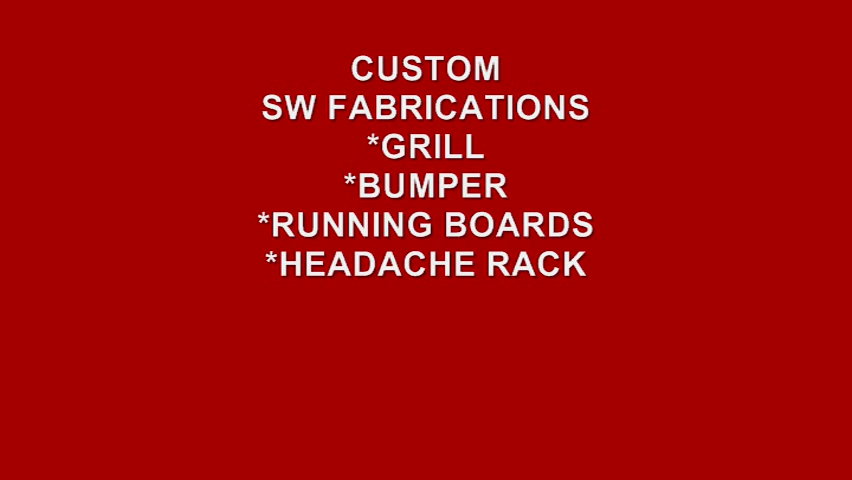 CUSTOM
SW FABRICATIONS
*GRILL
*BUMPER
*RUNNING BOARDS
*HEADACHE RACK